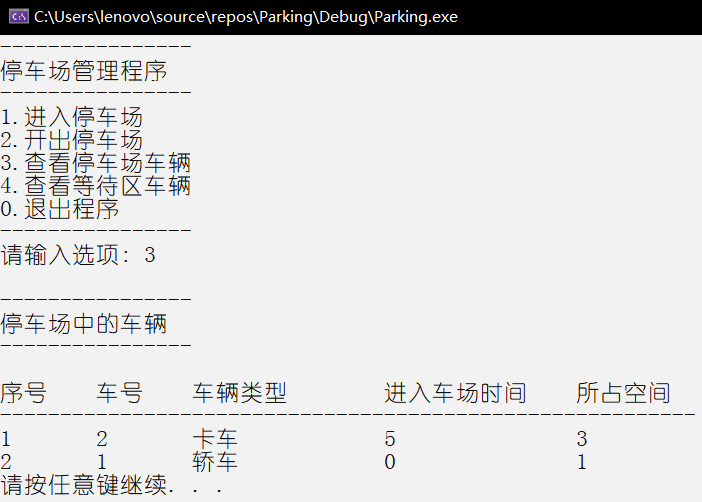 C:\Users\lenovo\source\repos\Parking\Debug\Parking.exe
----------------
停车场管理程序
----------------
1.进入停车场
2.开出停车场
3.查看停车场车辆
4.查看等待区车辆
0.退出程序
----------------
请输入选项: 3
----------------
停车场中的车辆
----------------
序号 车号 车辆类型 进入车场时间 所占空间
----------------------------------------------------------
1 2 卡车 5 3
2 1 轿车 0 1
请按任意键继续. . .